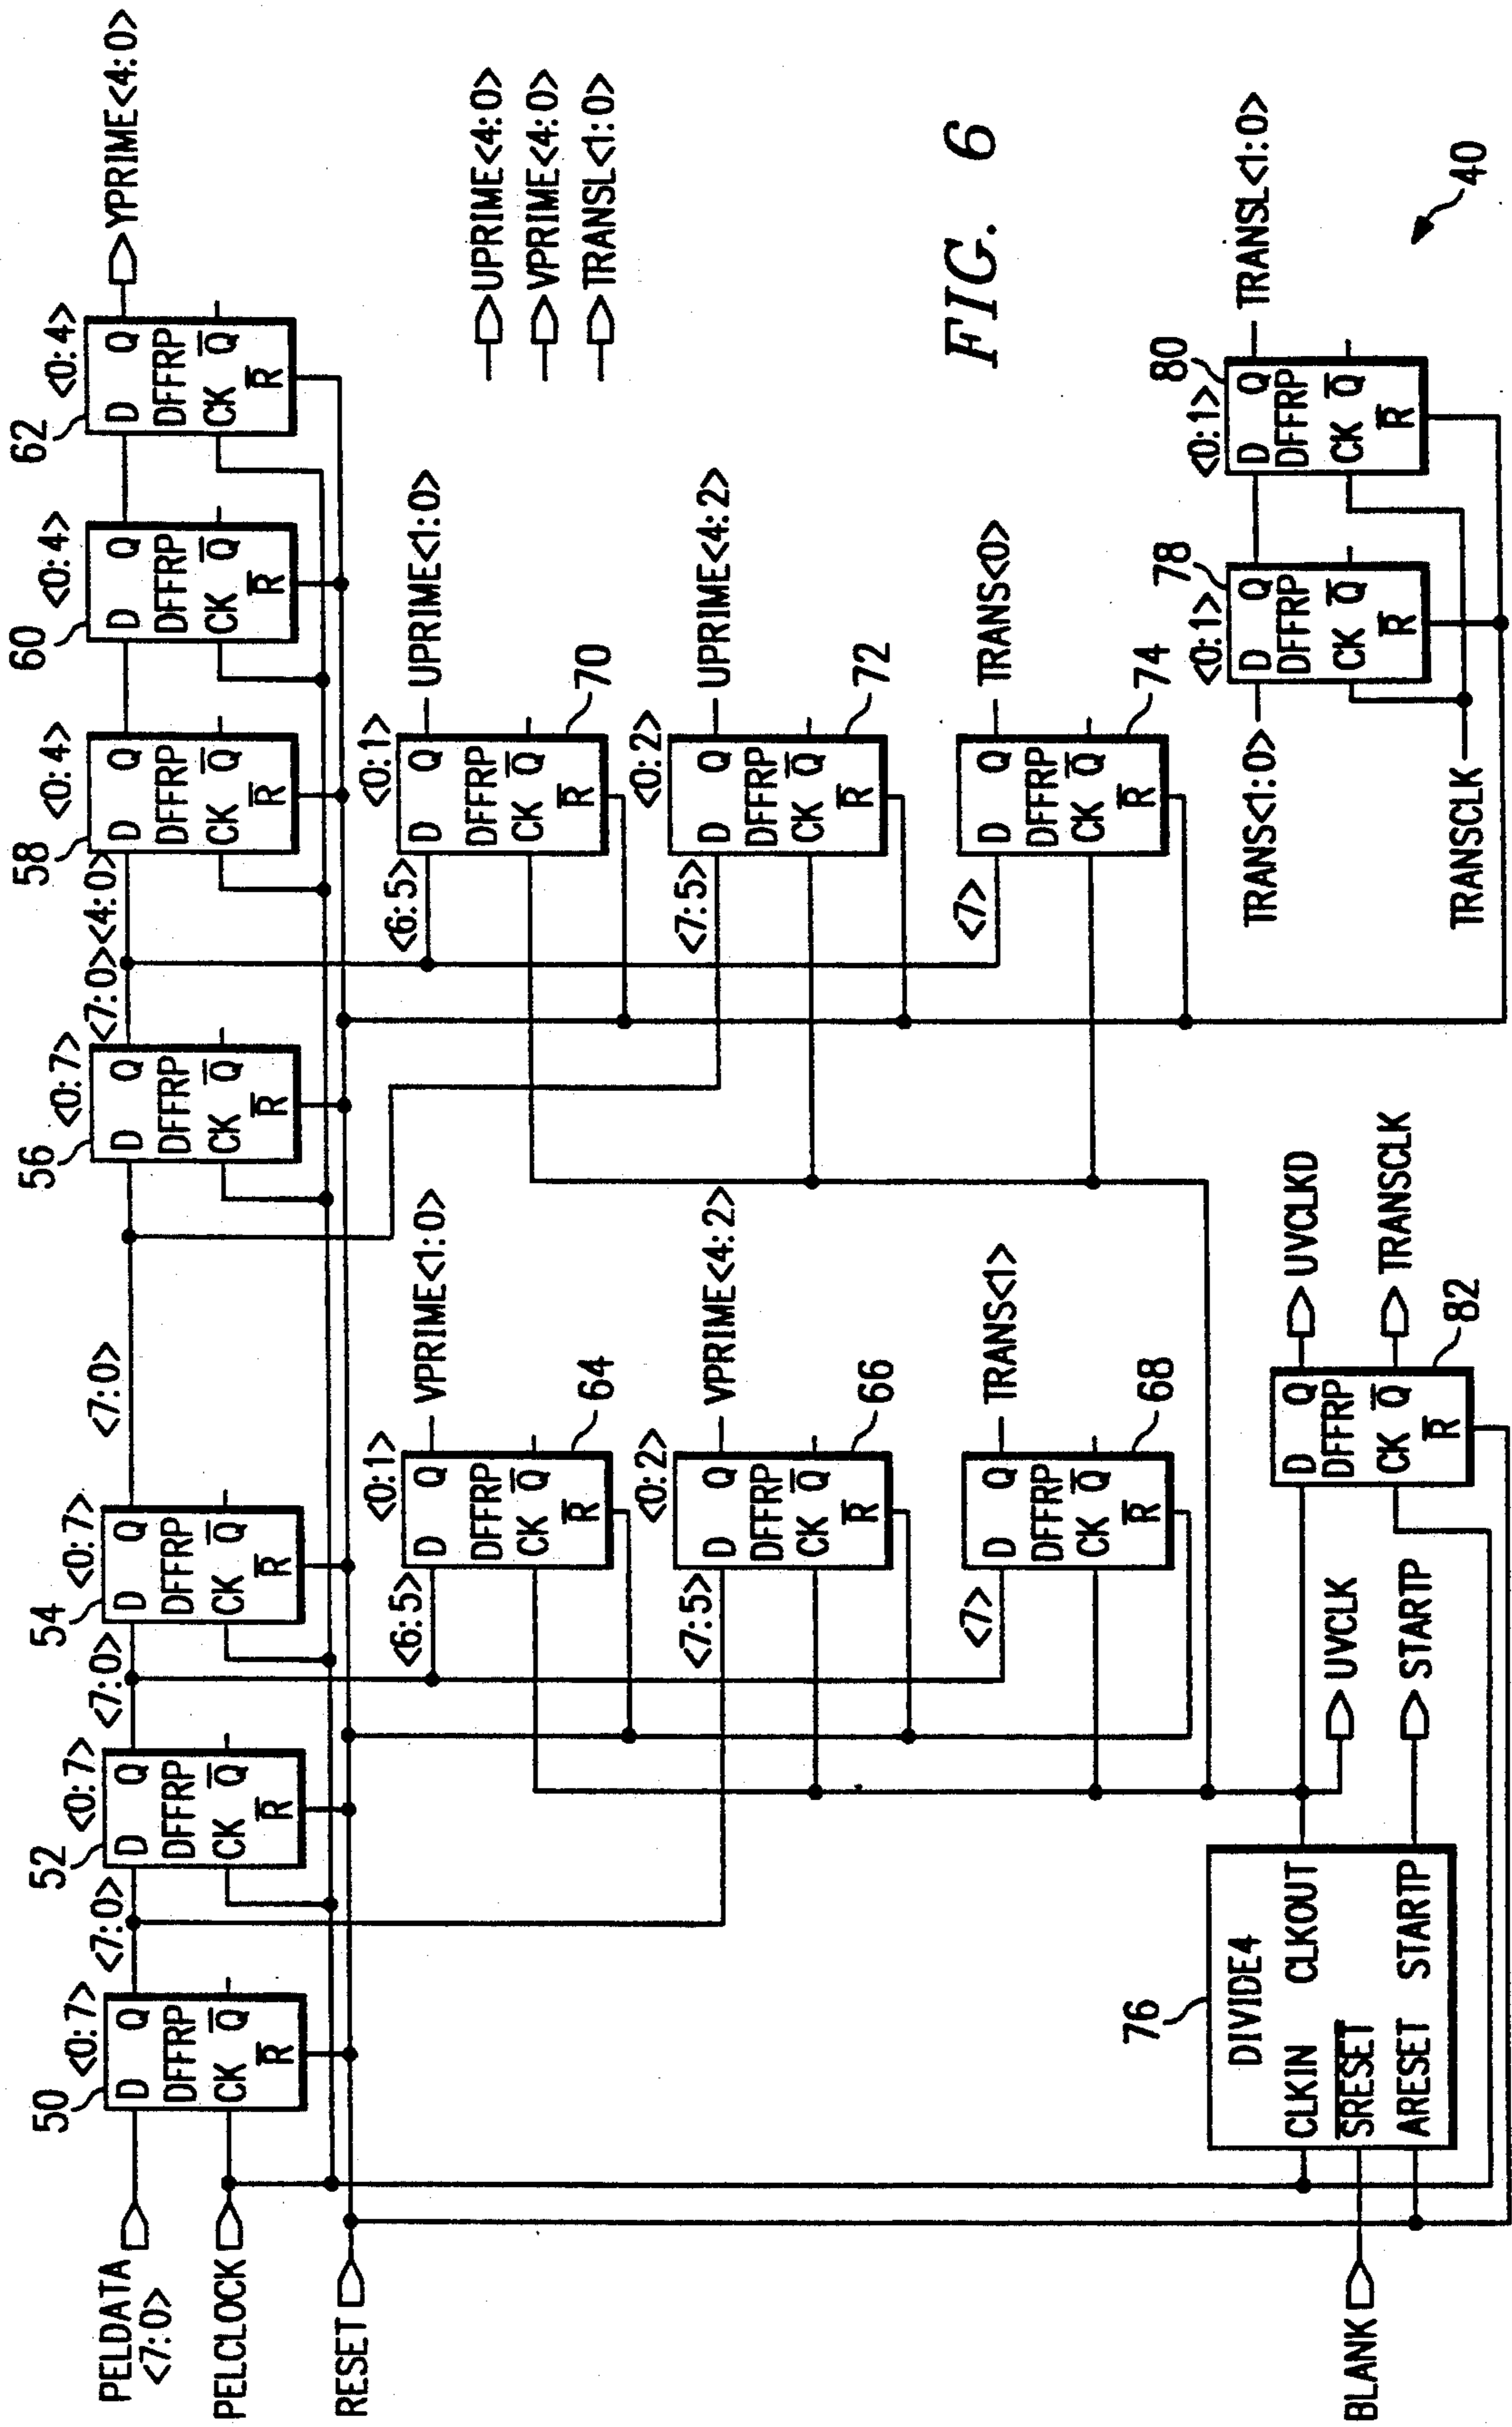 PELDATA
<7:0>
PELCLOCK
RESET
50
<0:7>
D Q
DFFRP
CK Q̅
R̅
<7:0>
52
<0:7>
D Q
DFFRP
CK Q̅
R̅
<7:0>
54
<0:7>
D Q
DFFRP
CK Q̅
R̅
<7:0>
56
<0:7>
D Q
DFFRP
CK Q̅
R̅
<7:0><4:0>
58
<0:4>
D Q
DFFRP
CK Q̅
R̅
60
<0:4>
D Q
DFFRP
CK Q̅
R̅
62
<0:4>
D Q
DFFRP
CK Q̅
R̅
YPRIME<4:0>
<6:5>
<0:1>
D Q
DFFRP
CK Q̅
R̅
VPRIME<1:0>
64
<6:5>
<0:1>
D Q
DFFRP
CK Q̅
R̅
UPRIME<1:0>
70
UPRIME<4:0>
VPRIME<4:0>
TRANSL<1:0>
<7:5>
<0:2>
D Q
DFFRP
CK Q̅
R̅
VPRIME<4:2>
66
<7:5>
<0:2>
D Q
DFFRP
CK Q̅
R̅
UPRIME<4:2>
72
<7>
D Q
DFFRP
CK Q̅
R̅
TRANS<1>
68
<7>
D Q
DFFRP
CK Q̅
R̅
TRANS<0>
74
FIG. 6
76
DIVIDE4
CLKIN CLKOUT
S̅R̅E̅S̅E̅T̅
ARESET STARTP
BLANK
UVCLK
STARTP
D Q
DFFRP
CK Q̅
R̅
82
UVCLKD
TRANSCLK
TRANS<1:0>
TRANSCLK
<0:1>
78
D Q
DFFRP
CK Q̅
R̅
<0:1>
80
D Q
DFFRP
CK Q̅
R̅
TRANSL<1:0>
40